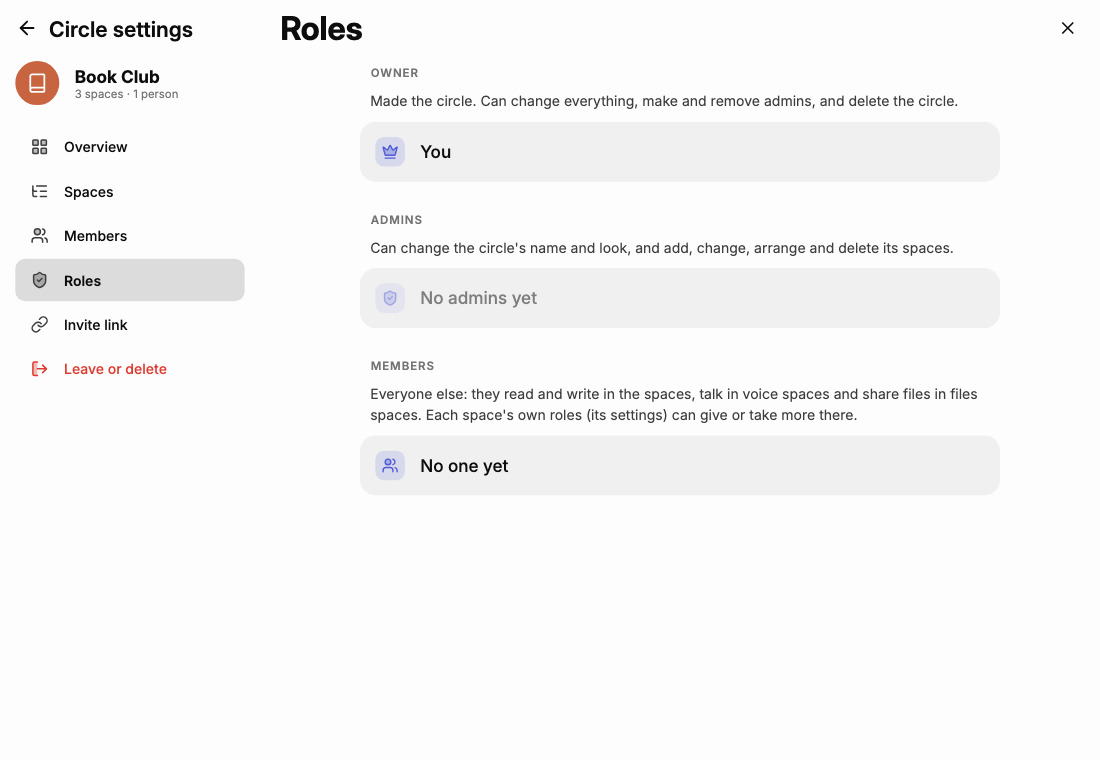 Circle settings
Book Club
3 spaces · 1 person
Overview
Spaces
Members
Roles
Invite link
Leave or delete
Roles
OWNER
Made the circle. Can change everything, make and remove admins, and delete the circle.
You
ADMINS
Can change the circle's name and look, and add, change, arrange and delete its spaces.
No admins yet
MEMBERS
Everyone else: they read and write in the spaces, talk in voice spaces and share files in files
spaces. Each space's own roles (its settings) can give or take more there.
No one yet